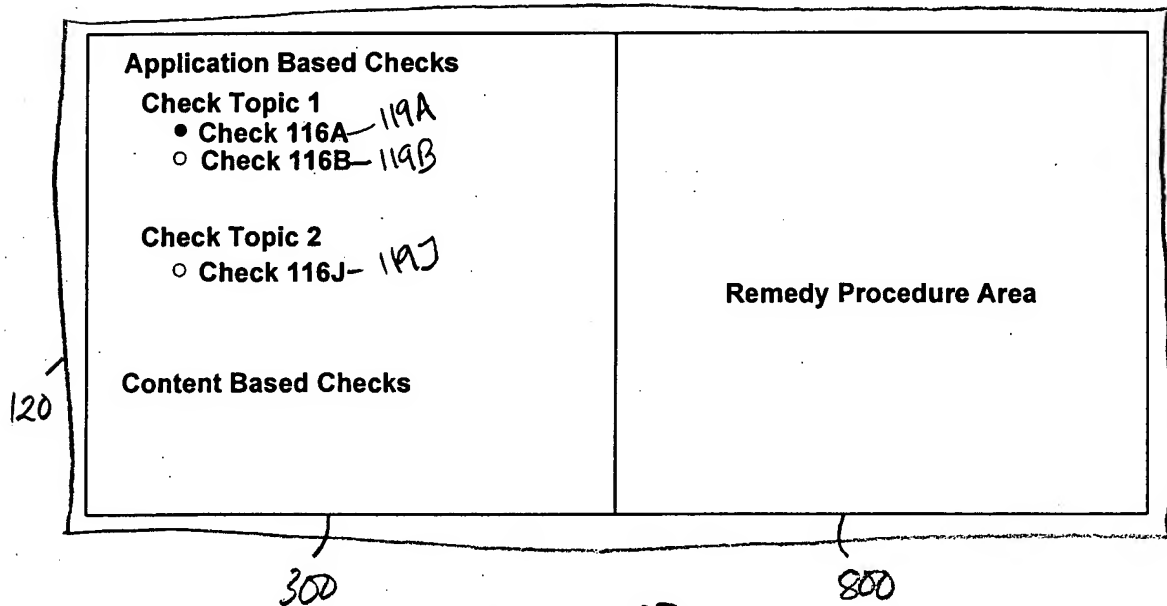 Application Based Checks
Check Topic 1
● Check 116A 119A
○ Check 116B 119B
Check Topic 2
○ Check 116J 119J
Remedy Procedure Area
Content Based Checks
120
300 800